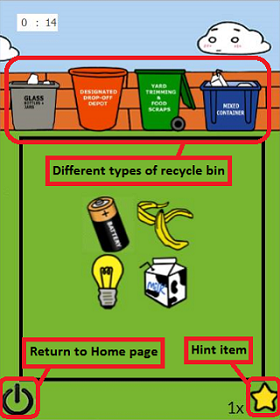 0 : 14
GLASS
BOTTLES &
JARS
DESIGNATED
DROP-OFF
DEPOT
YARD
TRIMMING
&
FOOD
SCRAPS
MIXED
CONTAINER
Different types of recycle bin
BATTERY
MILK
Return to Home page
Hint item
1x